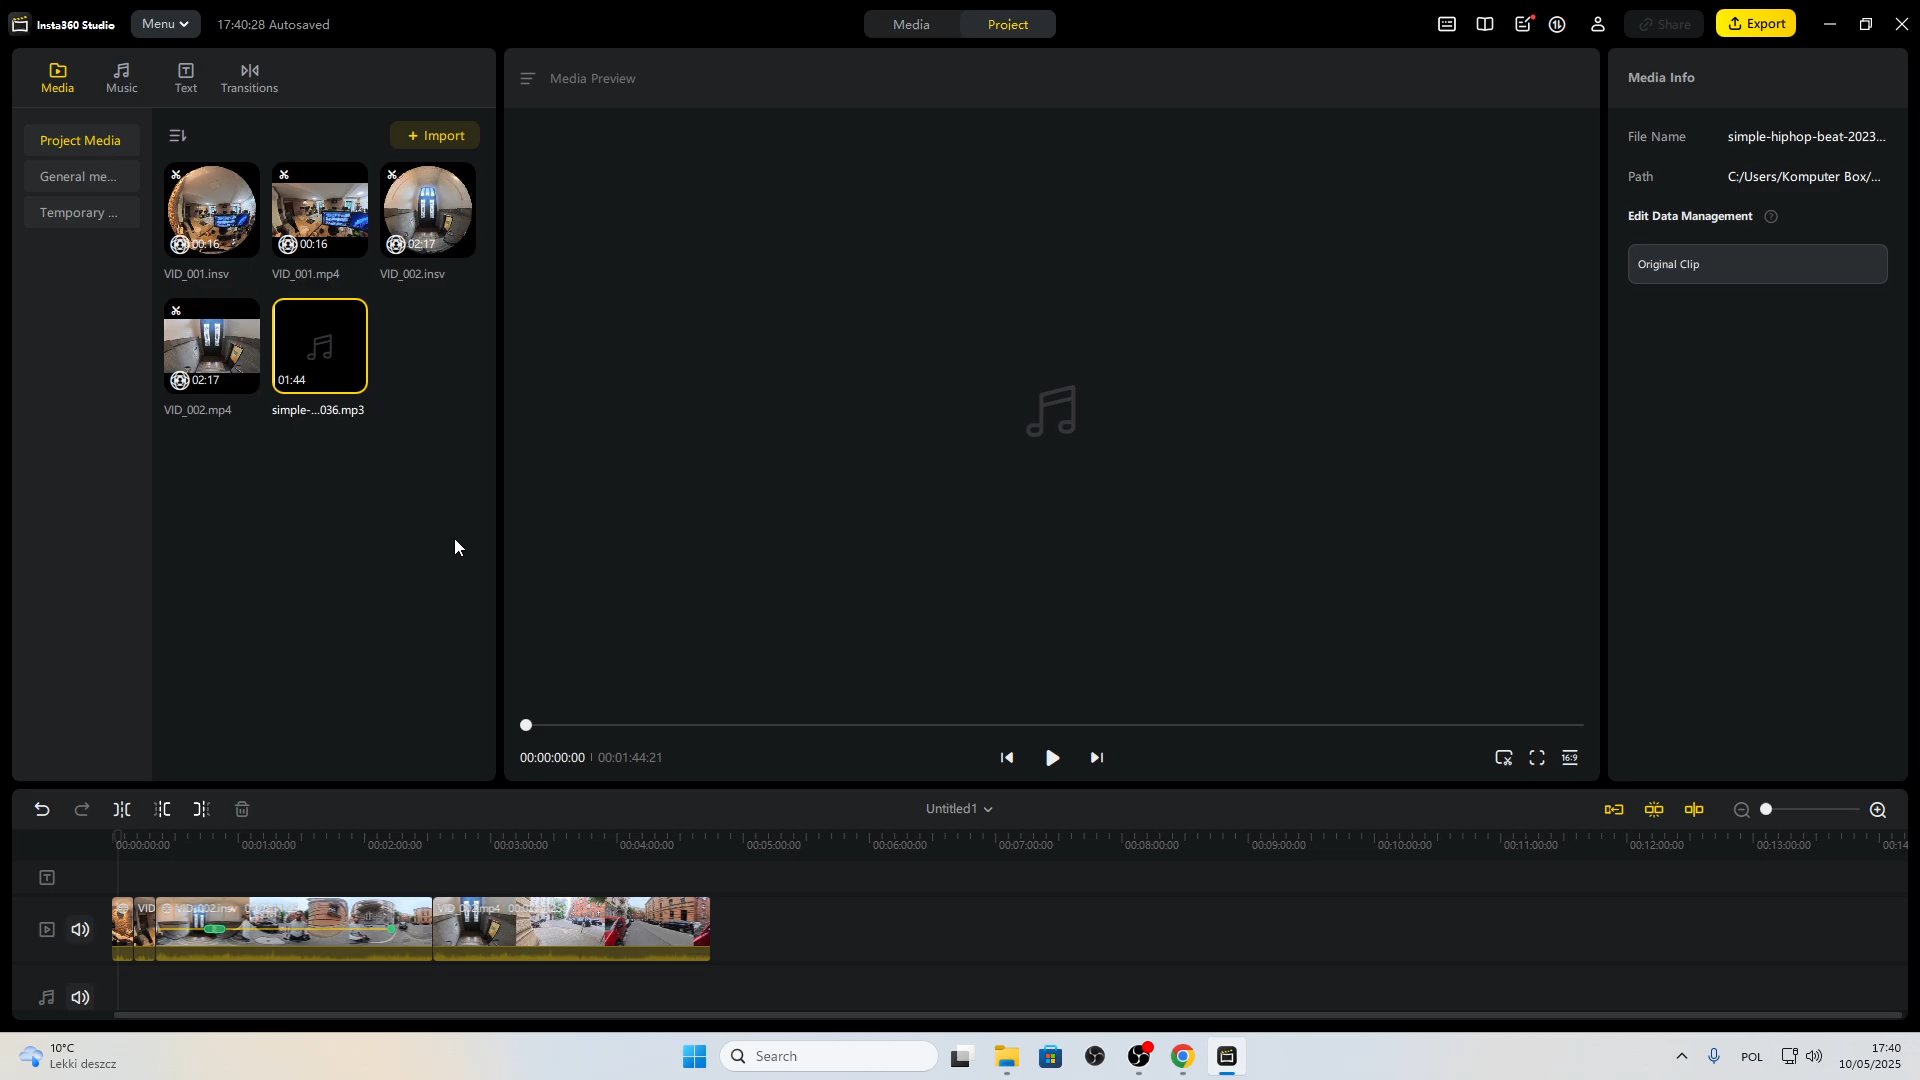 Insta360 Studio
Menu
17:40:28 Autosaved
Media
Project
Share
Export
Media
Music
Text
Transitions
Media Preview
Media Info
Project Media
General me...
Temporary ...
Import
00:16
00:16
02:17
VID_001.insv
VID_001.mp4
VID_002.insv
02:17
01:44
VID_002.mp4
simple-...036.mp3
File Name
simple-hiphop-beat-2023...
Path
C:/Users/Komputer Box/...
Edit Data Management
?
Original Clip
00:00:00:00
00:01:44:21
16:9
Untitled1
00:00:00:00
00:01:00:00
00:02:00:00
00:03:00:00
00:04:00:00
00:05:00:00
00:06:00:00
00:07:00:00
00:08:00:00
00:09:00:00
00:10:00:00
00:11:00:00
00:12:00:00
00:13:00:00
00:14
T
VID
VID_002.insv
VID_002.mp4
10°C
Lekki deszcz
Search
POL
17:40
10/05/2025